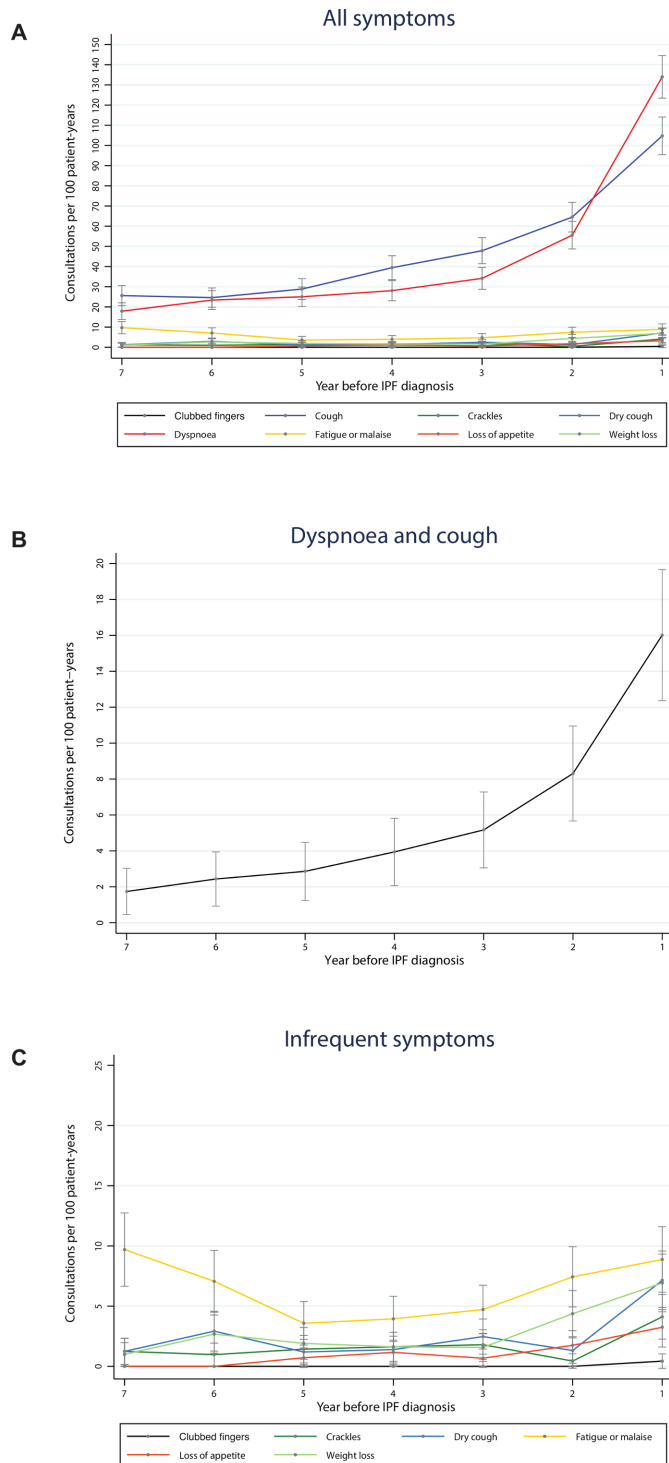 A
All symptoms
Consultations per 100 patient-years
150
140
130
120
110
100
90
80
70
60
50
40
30
20
10
0
7 6 5 4 3 2 1
Year before IPF diagnosis
Clubbed fingers Cough Crackles Dry cough
Dyspnoea Fatigue or malaise Loss of appetite Weight loss
B
Dyspnoea and cough
Consultations per 100 patient−years
20
18
16
14
12
10
8
6
4
2
0
7 6 5 4 3 2 1
Year before IPF diagnosis
C
Infrequent symptoms
Consultations per 100 patient-years
25
20
15
10
5
0
7 6 5 4 3 2 1
Year before IPF diagnosis
Clubbed fingers Crackles Dry cough Fatigue or malaise
Loss of appetite Weight loss